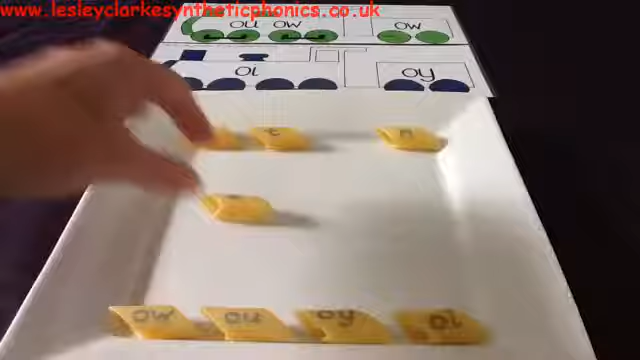 www.lesleyclarkesyntheticphonics.co.uk
ou ow ow
oi oy
t n
ow ou oy oi